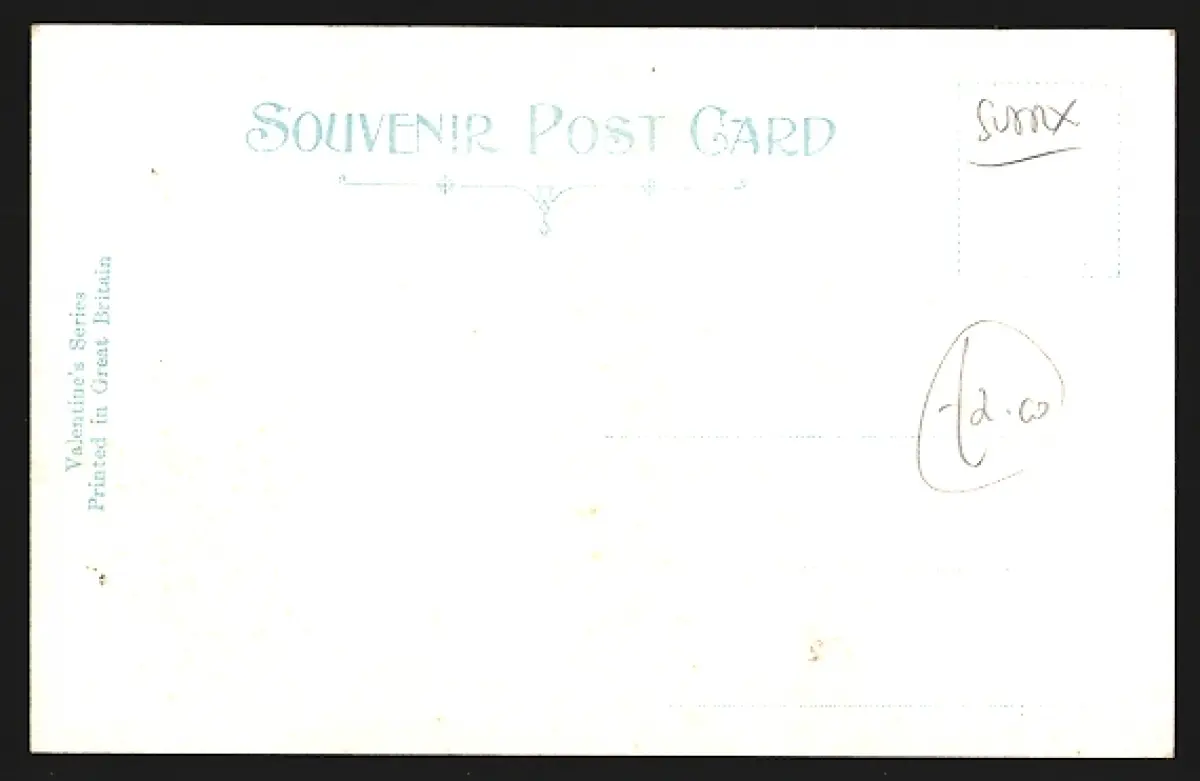 SOUVENIR POST CARD
Sussex
£2.00
Valentine's Series
Printed in Great Britain